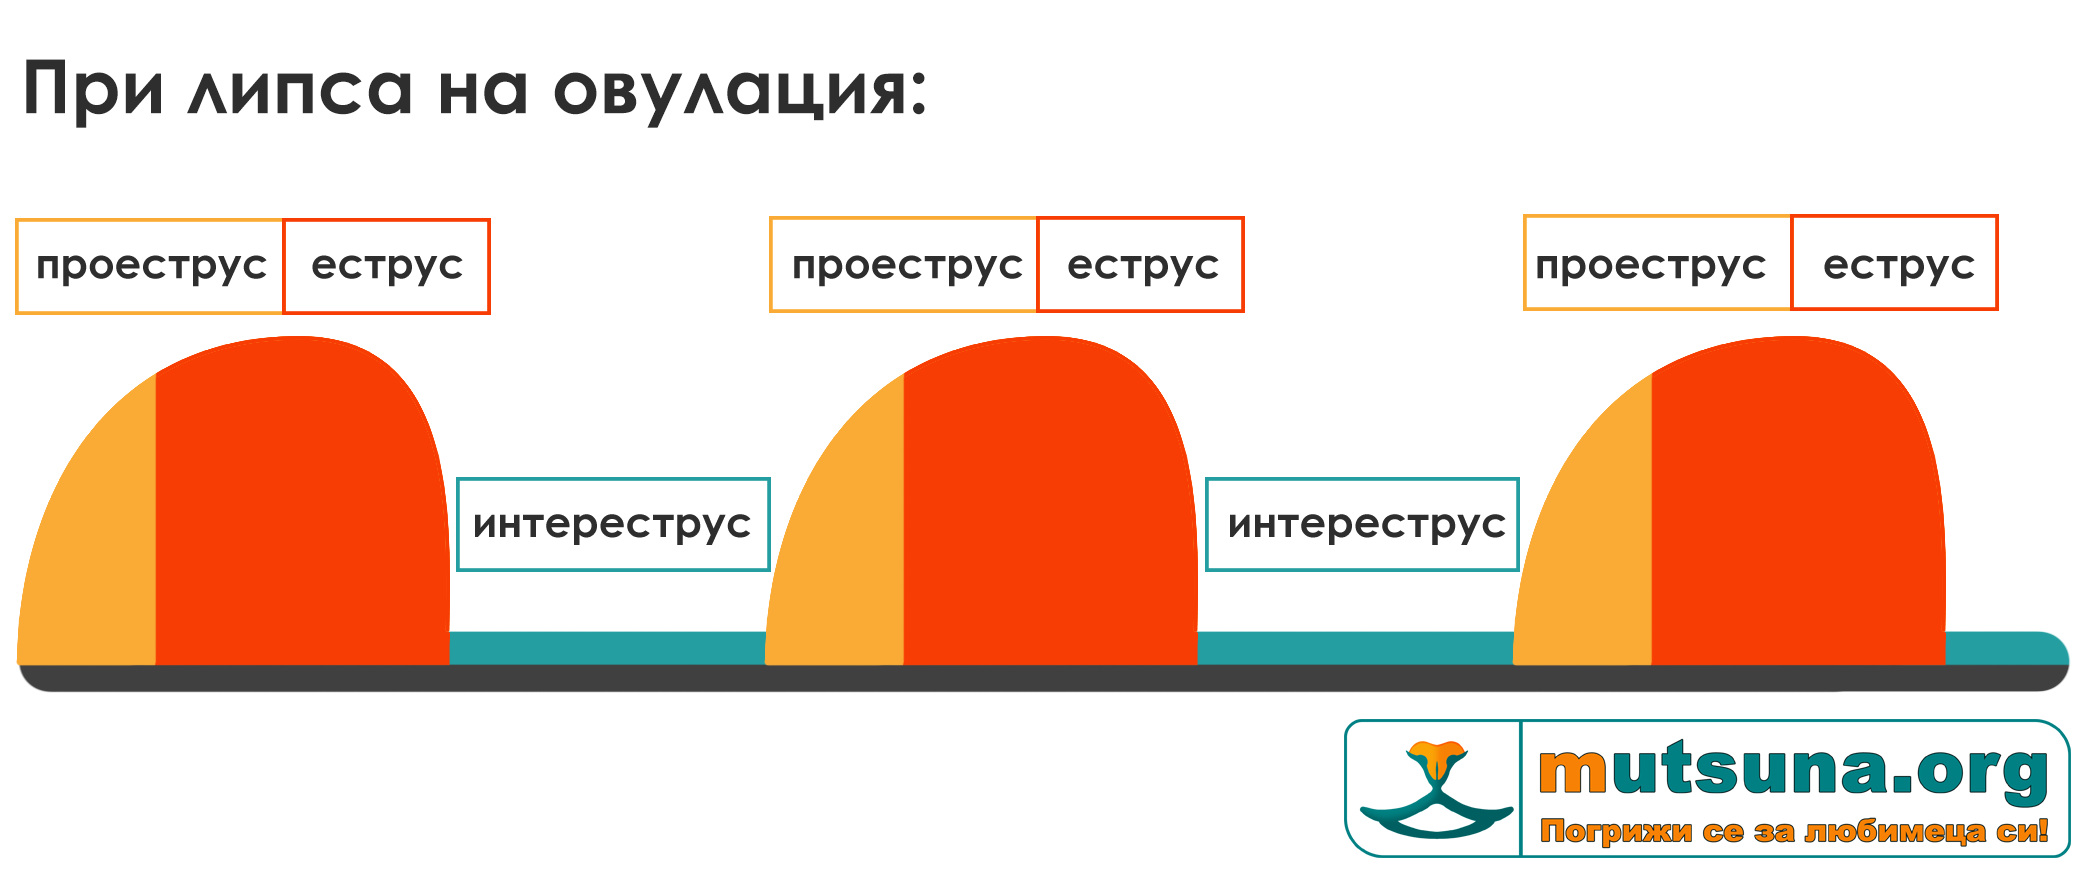 При липса на овулация:
проеструс еструс
проеструс еструс
проеструс еструс
интереструс
интереструс
mutsuna.org
Погрижи се за любимеца си!